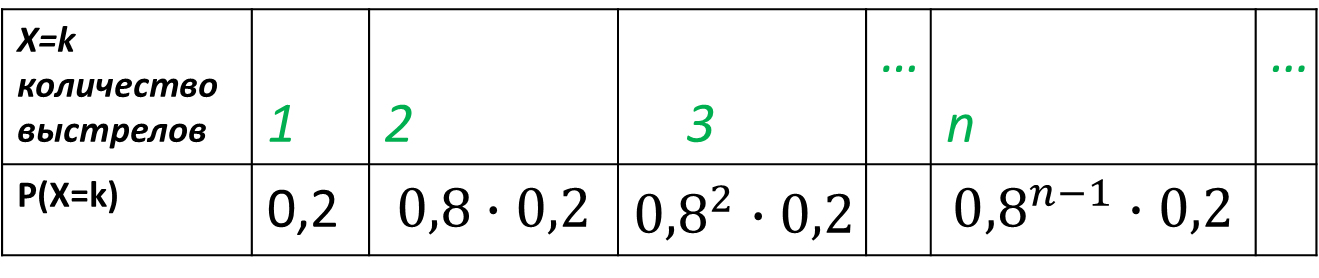 X=k
количество
выстрелов
1 2 3 ... n ...
P(X=k) 0,2 0,8 · 0,2 0,8² · 0,2 0,8ⁿ⁻¹ · 0,2